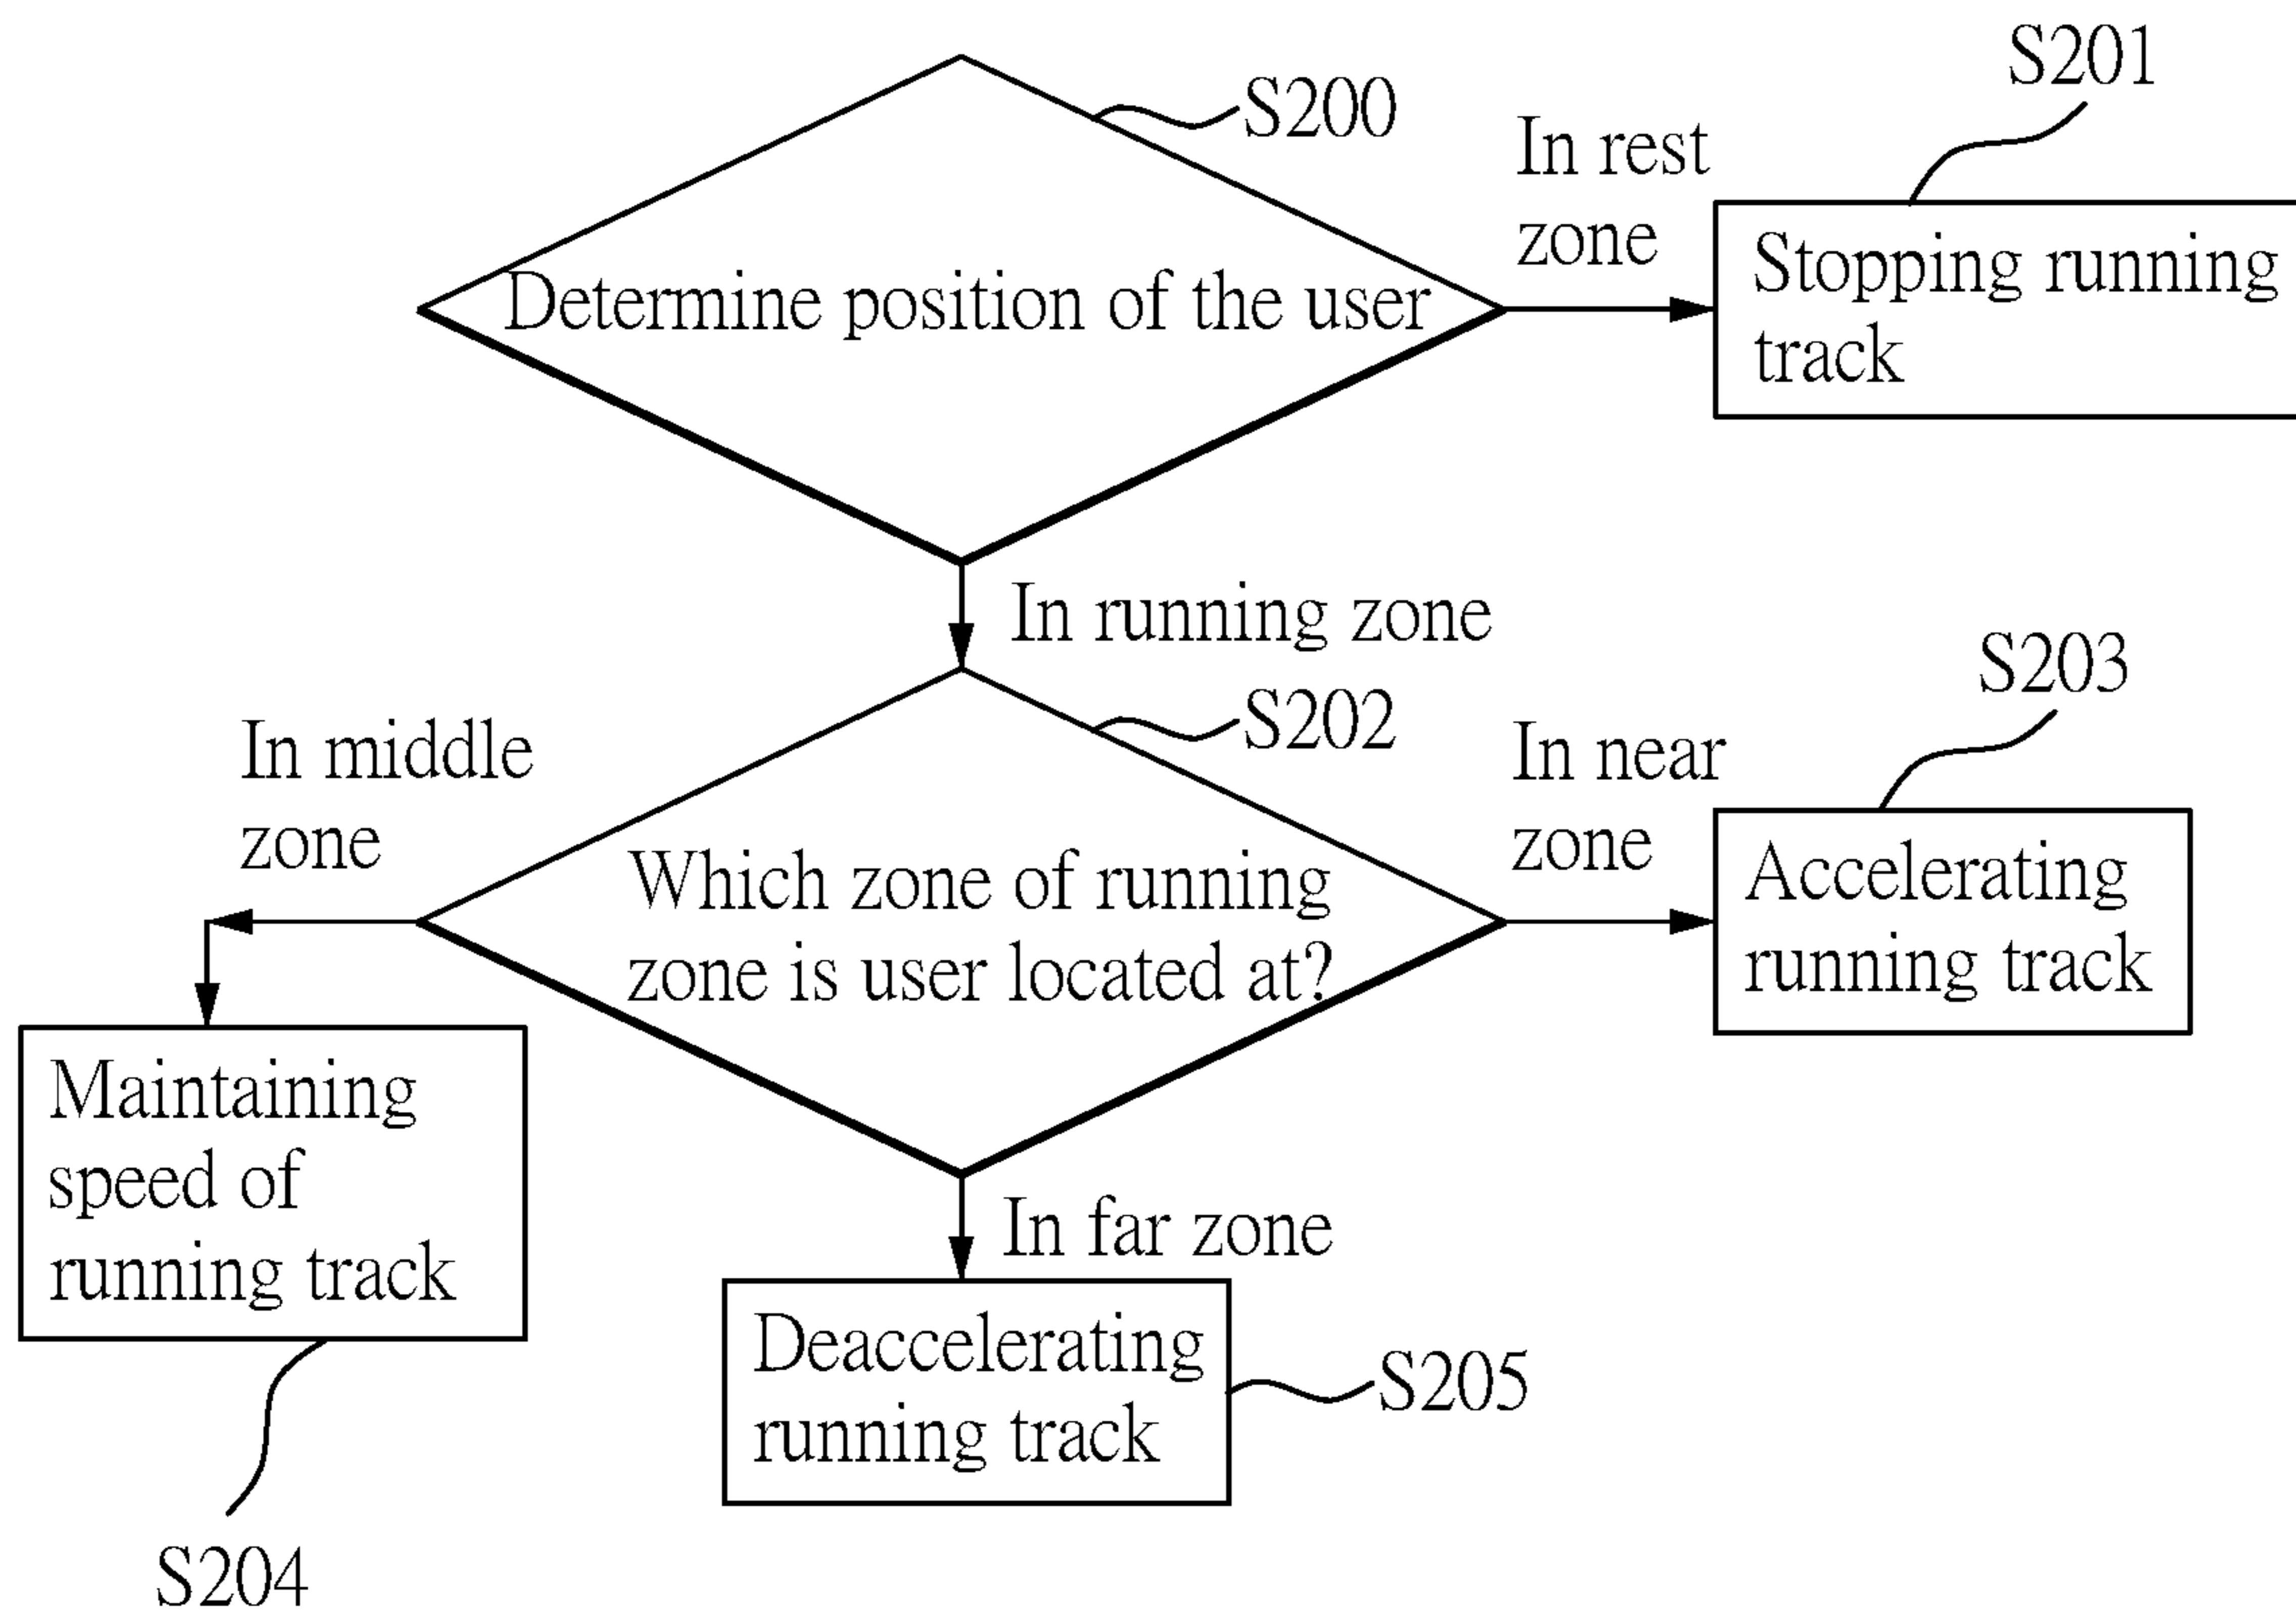 S201
S200
In rest
zone
Stopping running
track
Determine position of the user
In running zone
S203
S202
In middle
zone
In near
zone
Which zone of running
zone is user located at?
Accelerating
running track
Maintaining
speed of
running track
In far zone
Deaccelerating
running track
S205
S204